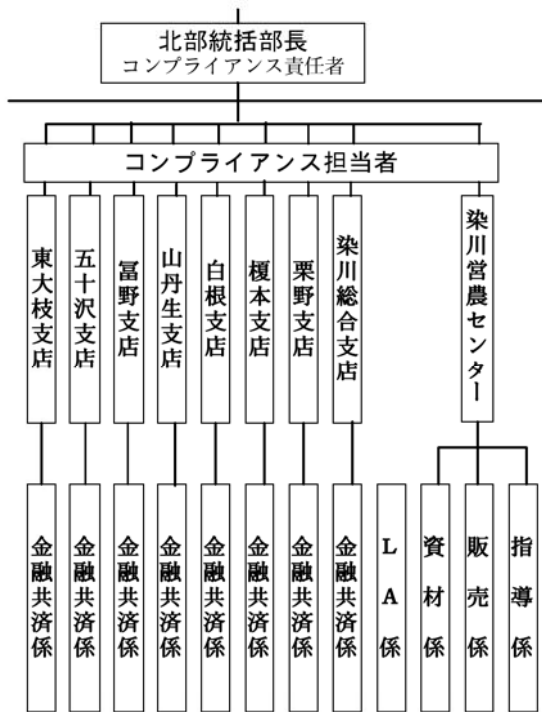 北部統括部長
コンプライアンス責任者
コンプライアンス担当者
東大枝支店
五十沢支店
冨野支店
山丹生支店
白根支店
榎本支店
栗野支店
染川総合支店
染川営農センター
金融共済係
金融共済係
金融共済係
金融共済係
金融共済係
金融共済係
金融共済係
金融共済係
LA係
資材係
販売係
指導係